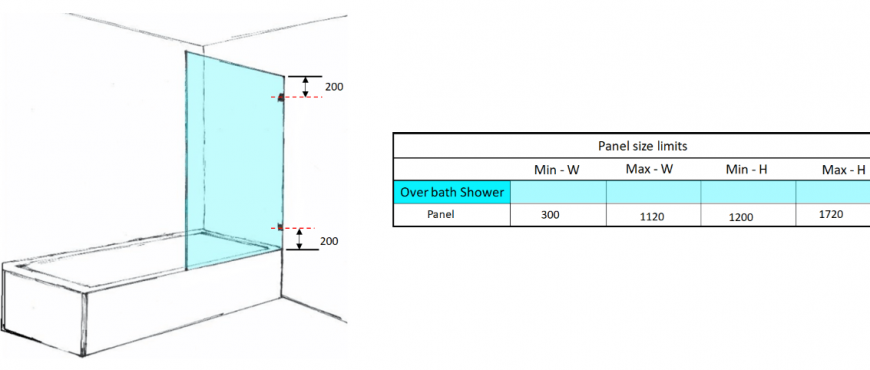 200
200
Panel size limits
Min - W Max - W Min - H Max - H
Over bath Shower
Panel 300 1120 1200 1720